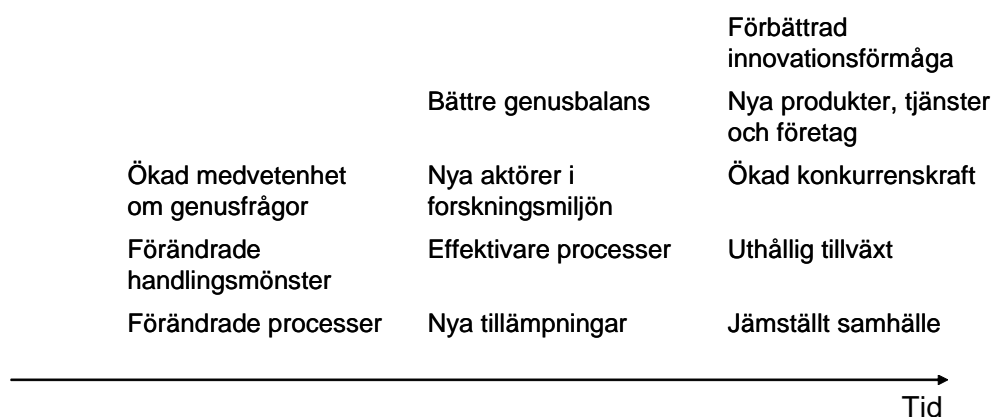 Förbättrad
innovationsförmåga
Bättre genusbalans
Nya produkter, tjänster
och företag
Ökad medvetenhet
om genusfrågor
Nya aktörer i
forskningsmiljön
Ökad konkurrenskraft
Förändrade
handlingsmönster
Effektivare processer
Uthållig tillväxt
Förändrade processer
Nya tillämpningar
Jämställt samhälle
Tid